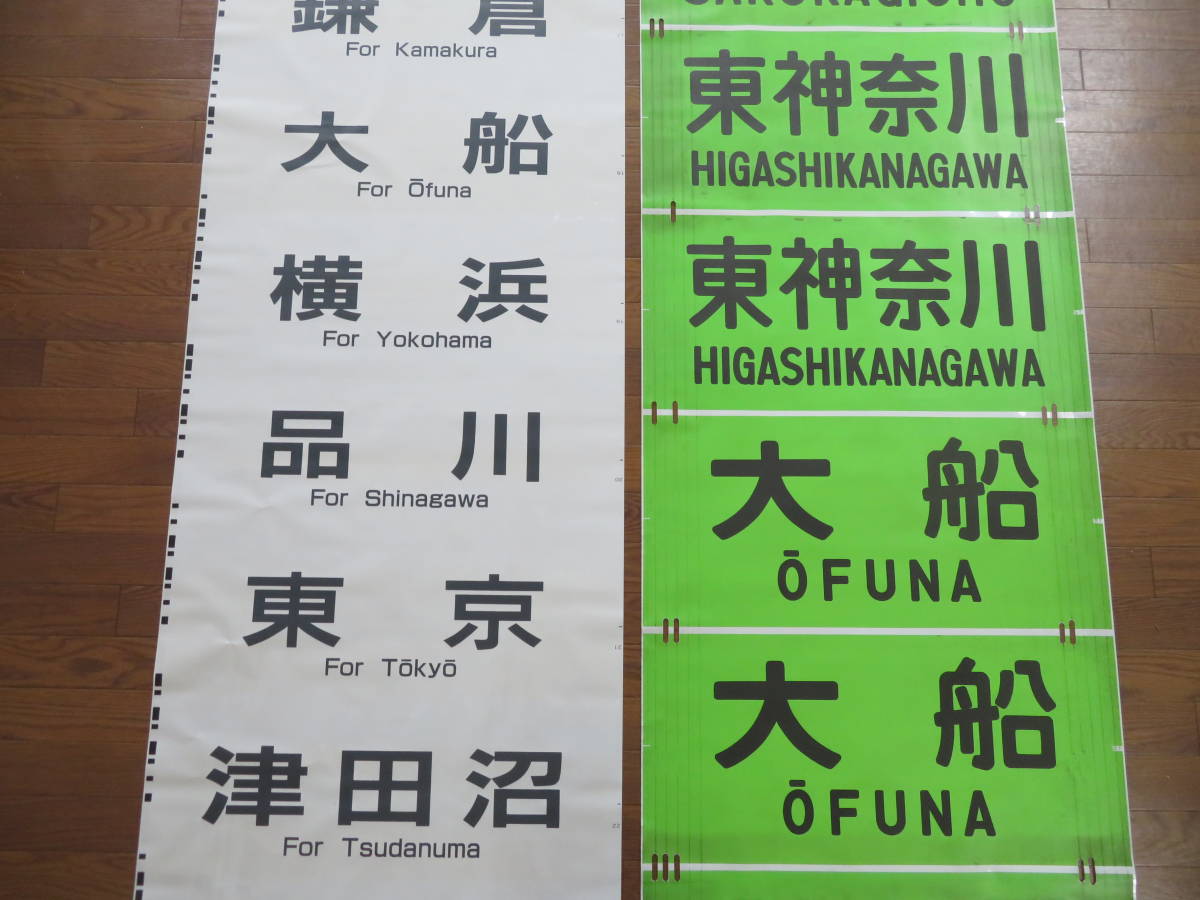 鎌倉
For Kamakura
大船
For Ōfuna
横浜
For Yokohama
品川
For Shinagawa
東京
For Tōkyō
津田沼
For Tsudanuma
東神奈川
HIGASHIKANAGAWA
東神奈川
HIGASHIKANAGAWA
大船
ŌFUNA
大船
ŌFUNA